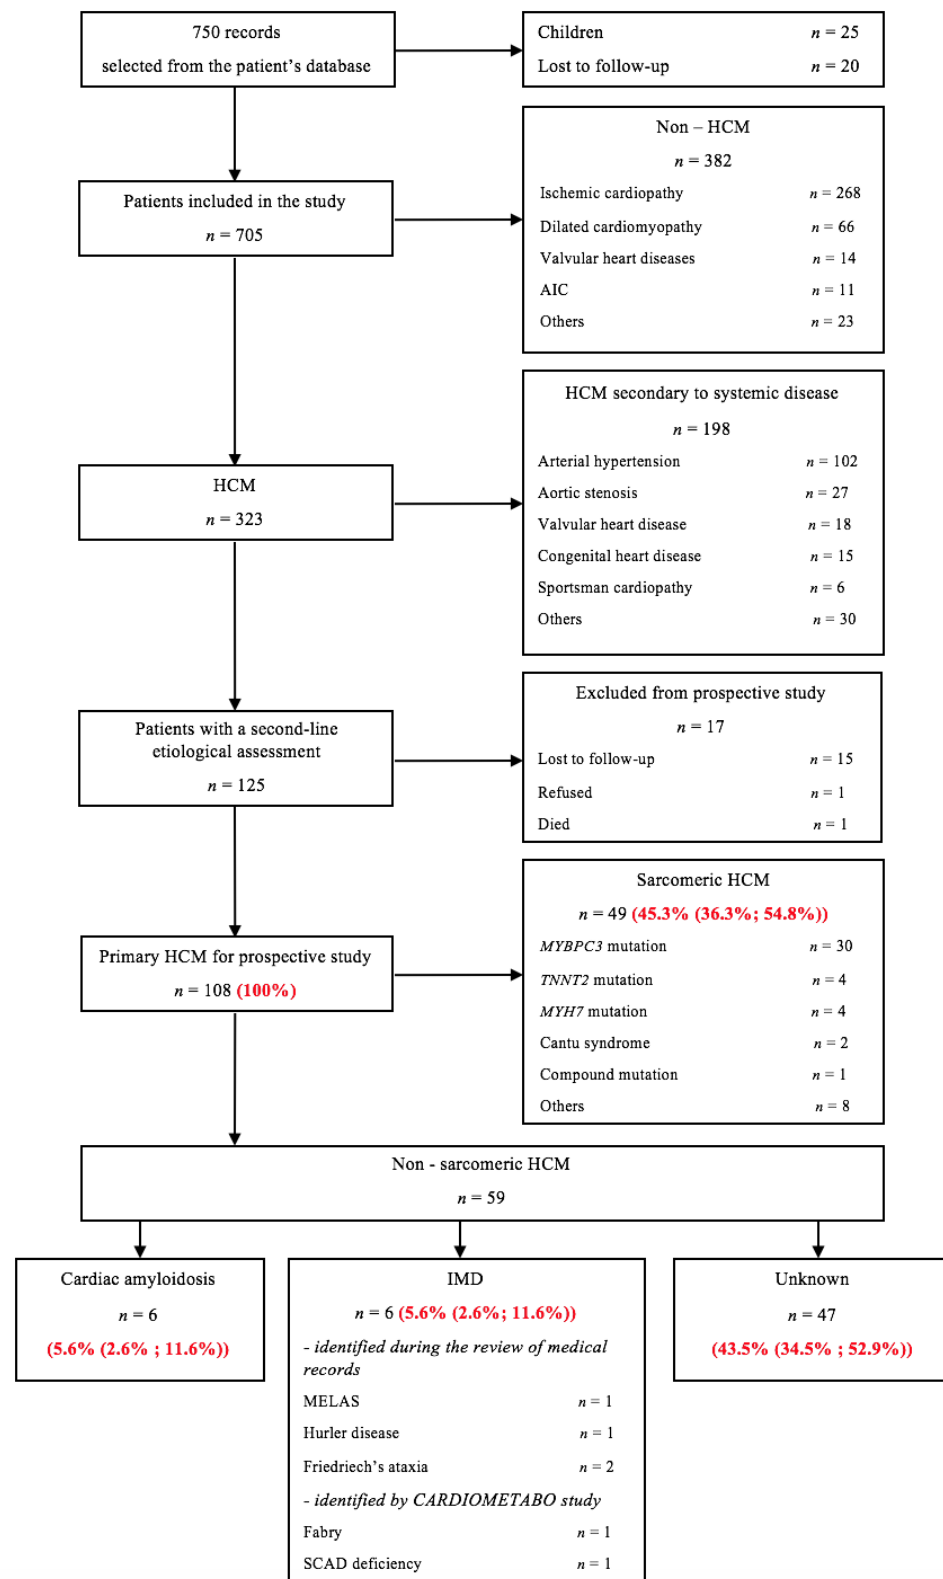 750 records
selected from the patient's database
Children n = 25
Lost to follow-up n = 20
Non – HCM
n = 382
Ischemic cardiopathy n = 268
Dilated cardiomyopathy n = 66
Valvular heart diseases n = 14
AIC n = 11
Others n = 23
Patients included in the study
n = 705
HCM secondary to systemic disease
n = 198
Arterial hypertension n = 102
Aortic stenosis n = 27
Valvular heart disease n = 18
Congenital heart disease n = 15
Sportsman cardiopathy n = 6
Others n = 30
HCM
n = 323
Excluded from prospective study
n = 17
Lost to follow-up n = 15
Refused n = 1
Died n = 1
Patients with a second-line
etiological assessment
n = 125
Sarcomeric HCM
n = 49 (45.3% (36.3%; 54.8%))
MYBPC3 mutation n = 30
TNNT2 mutation n = 4
MYH7 mutation n = 4
Cantu syndrome n = 2
Compound mutation n = 1
Others n = 8
Primary HCM for prospective study
n = 108 (100%)
Non - sarcomeric HCM
n = 59
Cardiac amyloidosis
n = 6
(5.6% (2.6% ; 11.6%))
IMD
n = 6 (5.6% (2.6%; 11.6%))
- identified during the review of medical
records
MELAS n = 1
Hurler disease n = 1
Friedriech's ataxia n = 2
- identified by CARDIOMETABO study
Fabry n = 1
SCAD deficiency n = 1
Unknown
n = 47
(43.5% (34.5% ; 52.9%))